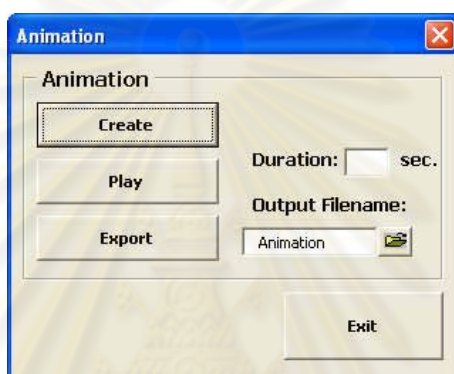 Animation
Animation
Create
Play
Export
Duration: sec.
Output Filename:
Animation
Exit